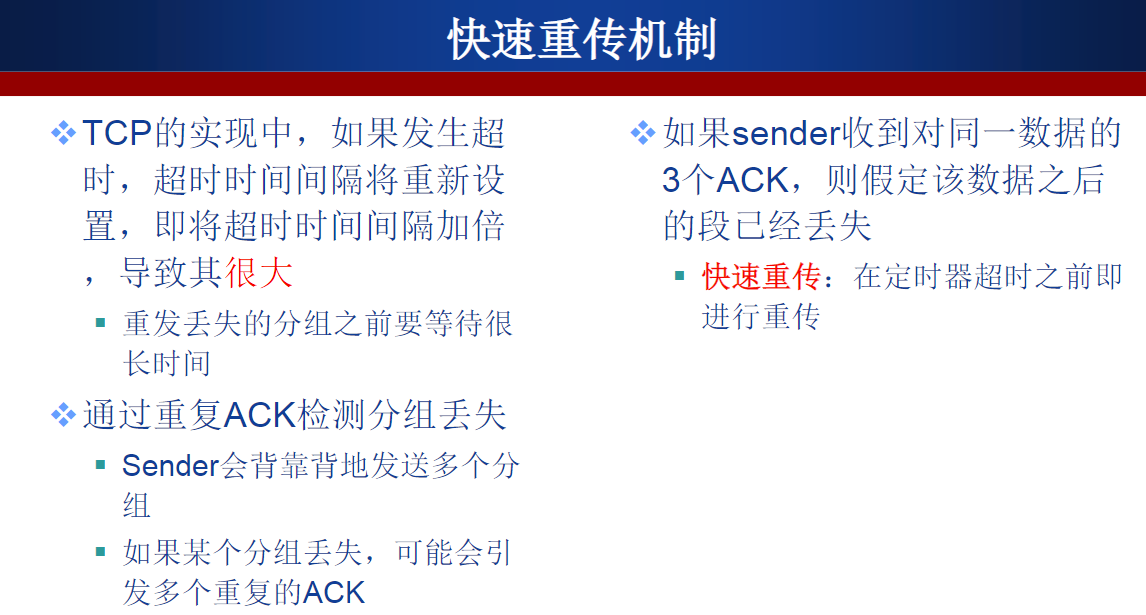 快速重传机制
TCP的实现中，如果发生超
时，超时时间间隔将重新设
置，即将超时时间间隔加倍
，导致其很大
重发丢失的分组之前要等待很
长时间
通过重复ACK检测分组丢失
Sender会背靠背地发送多个分
组
如果某个分组丢失，可能会引
发多个重复的ACK
如果sender收到对同一数据的
3个ACK，则假定该数据之后
的段已经丢失
快速重传：在定时器超时之前即
进行重传